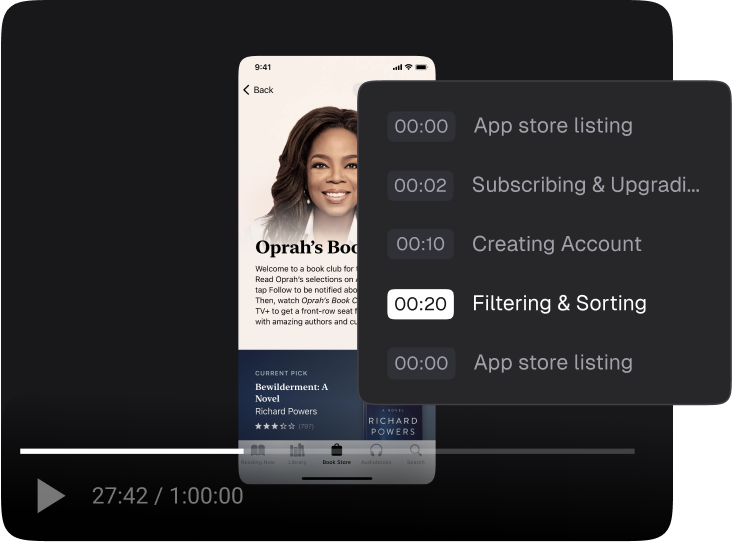 9:41
Back
Oprah's Boo
Welcome to a book club for t
Read Oprah's selections on A
tap Follow to be notified abo
Then, watch Oprah's Book C
TV+ to get a front-row seat f
with amazing authors and cu
CURRENT PICK
Bewilderment: A
Novel
Richard Powers
(787)
A NOVEL
RICHARD
POWERS
Reading Now
Library
Book Store
Audiobooks
Search
00:00 App store listing
00:02 Subscribing & Upgradi...
00:10 Creating Account
00:20 Filtering & Sorting
00:00 App store listing
27:42 / 1:00:00